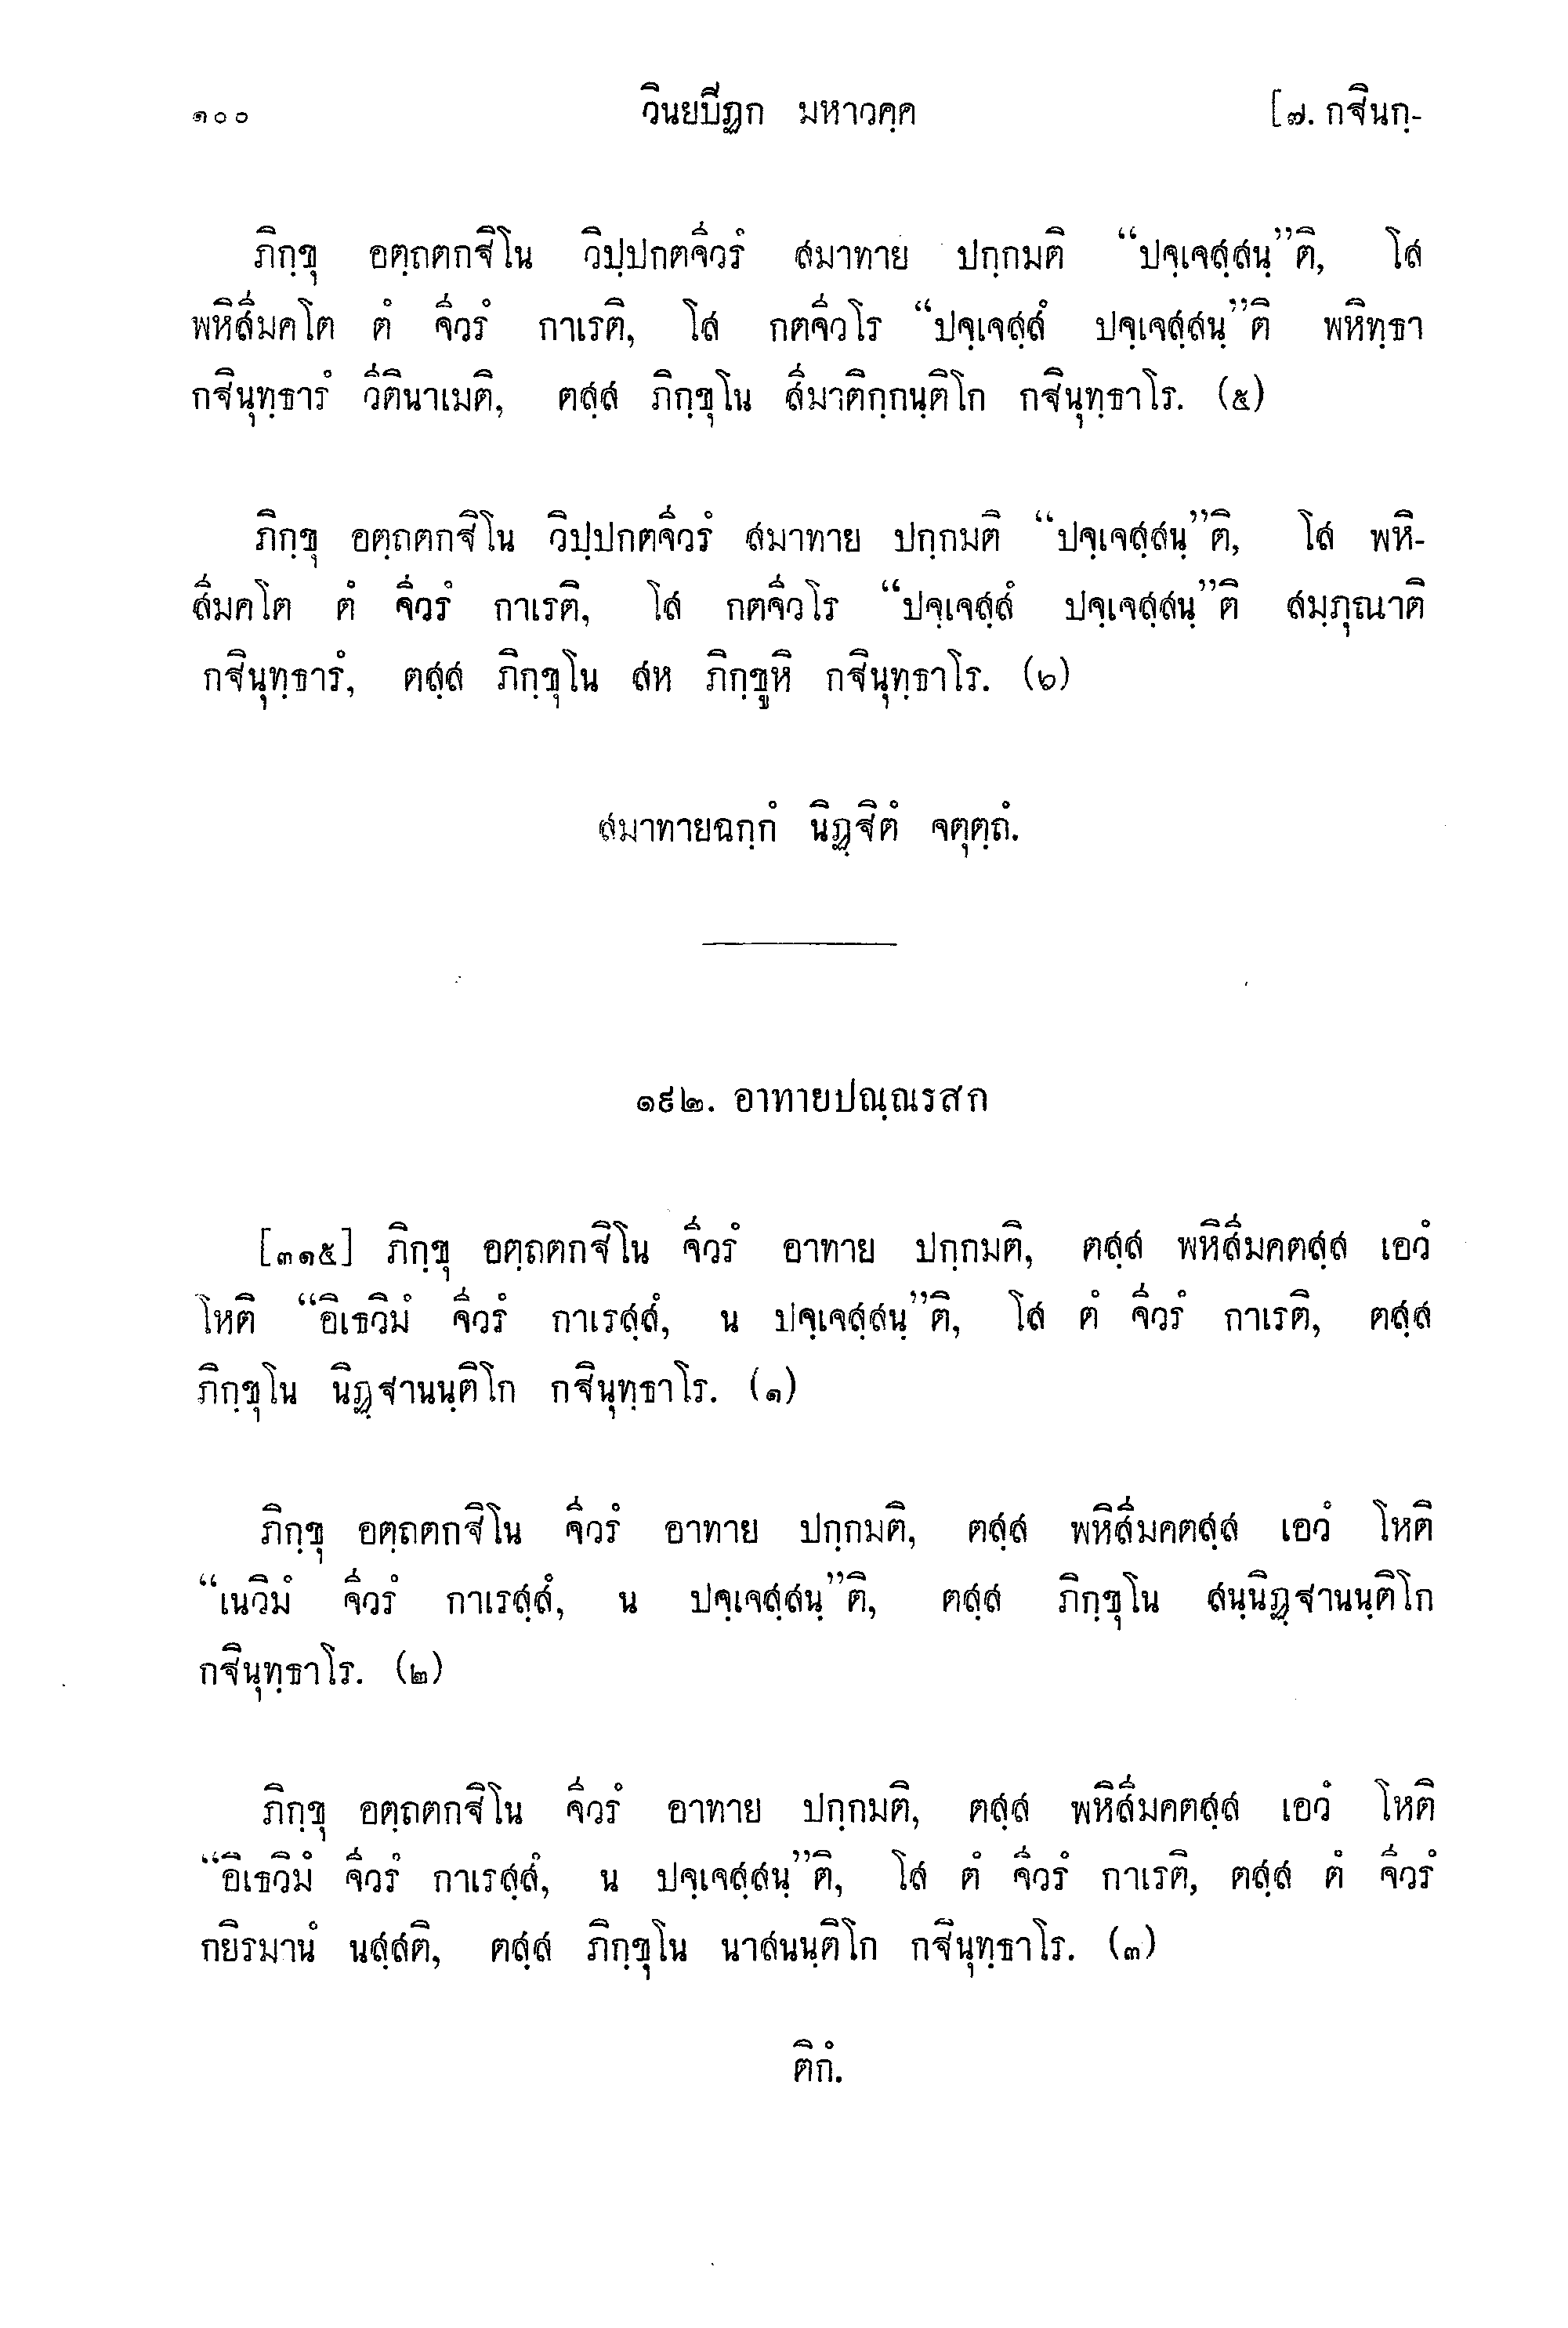 ๑๐๐ วินยปีฏก มหาวคฺค [๗. กฐินกฺ-
ภิกฺขุ อตฺถตกฐิโน วิปฺปกตจีวรํ สมาทาย ปกฺกมติ “ปจฺเจสฺสนฺ”ติ, โส
พหิสีมคโต ตํ จีวรํ กาเรติ, โส กตจีวโร “ปจฺเจสฺสํ ปจฺเจสฺสนฺ”ติ พหิทฺธา
กฐินุทฺธารํ วีตินาเมติ, ตสฺส ภิกฺขุโน สีมาติกฺกนฺติโก กฐินุทฺธาโร. (๕)
ภิกฺขุ อตฺถตกฐิโน วิปฺปกตจีวรํ สมาทาย ปกฺกมติ “ปจฺเจสฺสนฺ”ติ, โส พหิ-
สีมคโต ตํ จีวรํ กาเรติ, โส กตจีวโร “ปจฺเจสฺสํ ปจฺเจสฺสนฺ”ติ สมฺภุณาติ
กฐินุทฺธารํ, ตสฺส ภิกฺขุโน สห ภิกฺขูหิ กฐินุทฺธาโร. (๖)
สมาทายฉกฺกํ นิฏฺฐิตํ จตุตฺถํ.
๑๙๒. อาทายปณฺณรสก
[๓๑๕] ภิกฺขุ อตฺถตกฐิโน จีวรํ อาทาย ปกฺกมติ, ตสฺส พหิสีมคตสฺส เอวํ
โหติ “อิเธวิมํ จีวรํ กาเรสฺสํ, น ปจฺเจสฺสนฺ”ติ, โส ตํ จีวรํ กาเรติ, ตสฺส
ภิกฺขุโน นิฏฺฐานนฺติโก กฐินุทฺธาโร. (๑)
ภิกฺขุ อตฺถตกฐิโน จีวรํ อาทาย ปกฺกมติ, ตสฺส พหิสีมคตสฺส เอวํ โหติ
“เนวิมํ จีวรํ กาเรสฺสํ, น ปจฺเจสฺสนฺ”ติ, ตสฺส ภิกฺขุโน สนฺนิฏฺฐานนฺติโก
กฐินุทฺธาโร. (๒)
ภิกฺขุ อตฺถตกฐิโน จีวรํ อาทาย ปกฺกมติ, ตสฺส พหิสีมคตสฺส เอวํ โหติ
“อิเธวิมํ จีวรํ กาเรสฺสํ, น ปจฺเจสฺสนฺ”ติ, โส ตํ จีวรํ กาเรติ, ตสฺส ตํ จีวรํ
กยิรมานํ นสฺสติ, ตสฺส ภิกฺขุโน นาสนนฺติโก กฐินุทฺธาโร. (๓)
ติกํ.